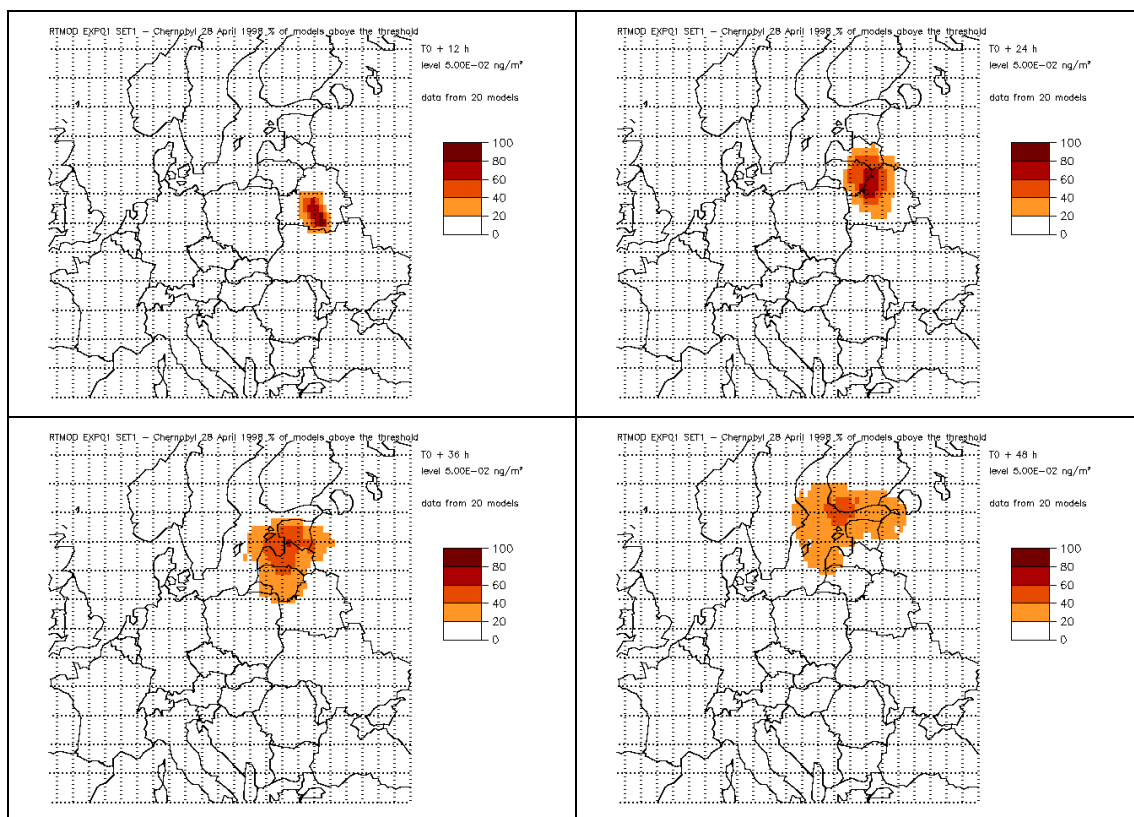 RTMOD EXP01 SET1 – Chernobyl 28 April 1998 % of models above the threshold
T0 + 12 h
level 5.00E-02 ng/m³
data from 20 models
100
80
60
40
20
0
RTMOD EXP01 SET1 – Chernobyl 28 April 1998 % of models above the threshold
T0 + 24 h
level 5.00E-02 ng/m³
data from 20 models
100
80
60
40
20
0
RTMOD EXP01 SET1 – Chernobyl 28 April 1998 % of models above the threshold
T0 + 36 h
level 5.00E-02 ng/m³
data from 20 models
100
80
60
40
20
0
RTMOD EXP01 SET1 – Chernobyl 28 April 1998 % of models above the threshold
T0 + 48 h
level 5.00E-02 ng/m³
data from 20 models
100
80
60
40
20
0